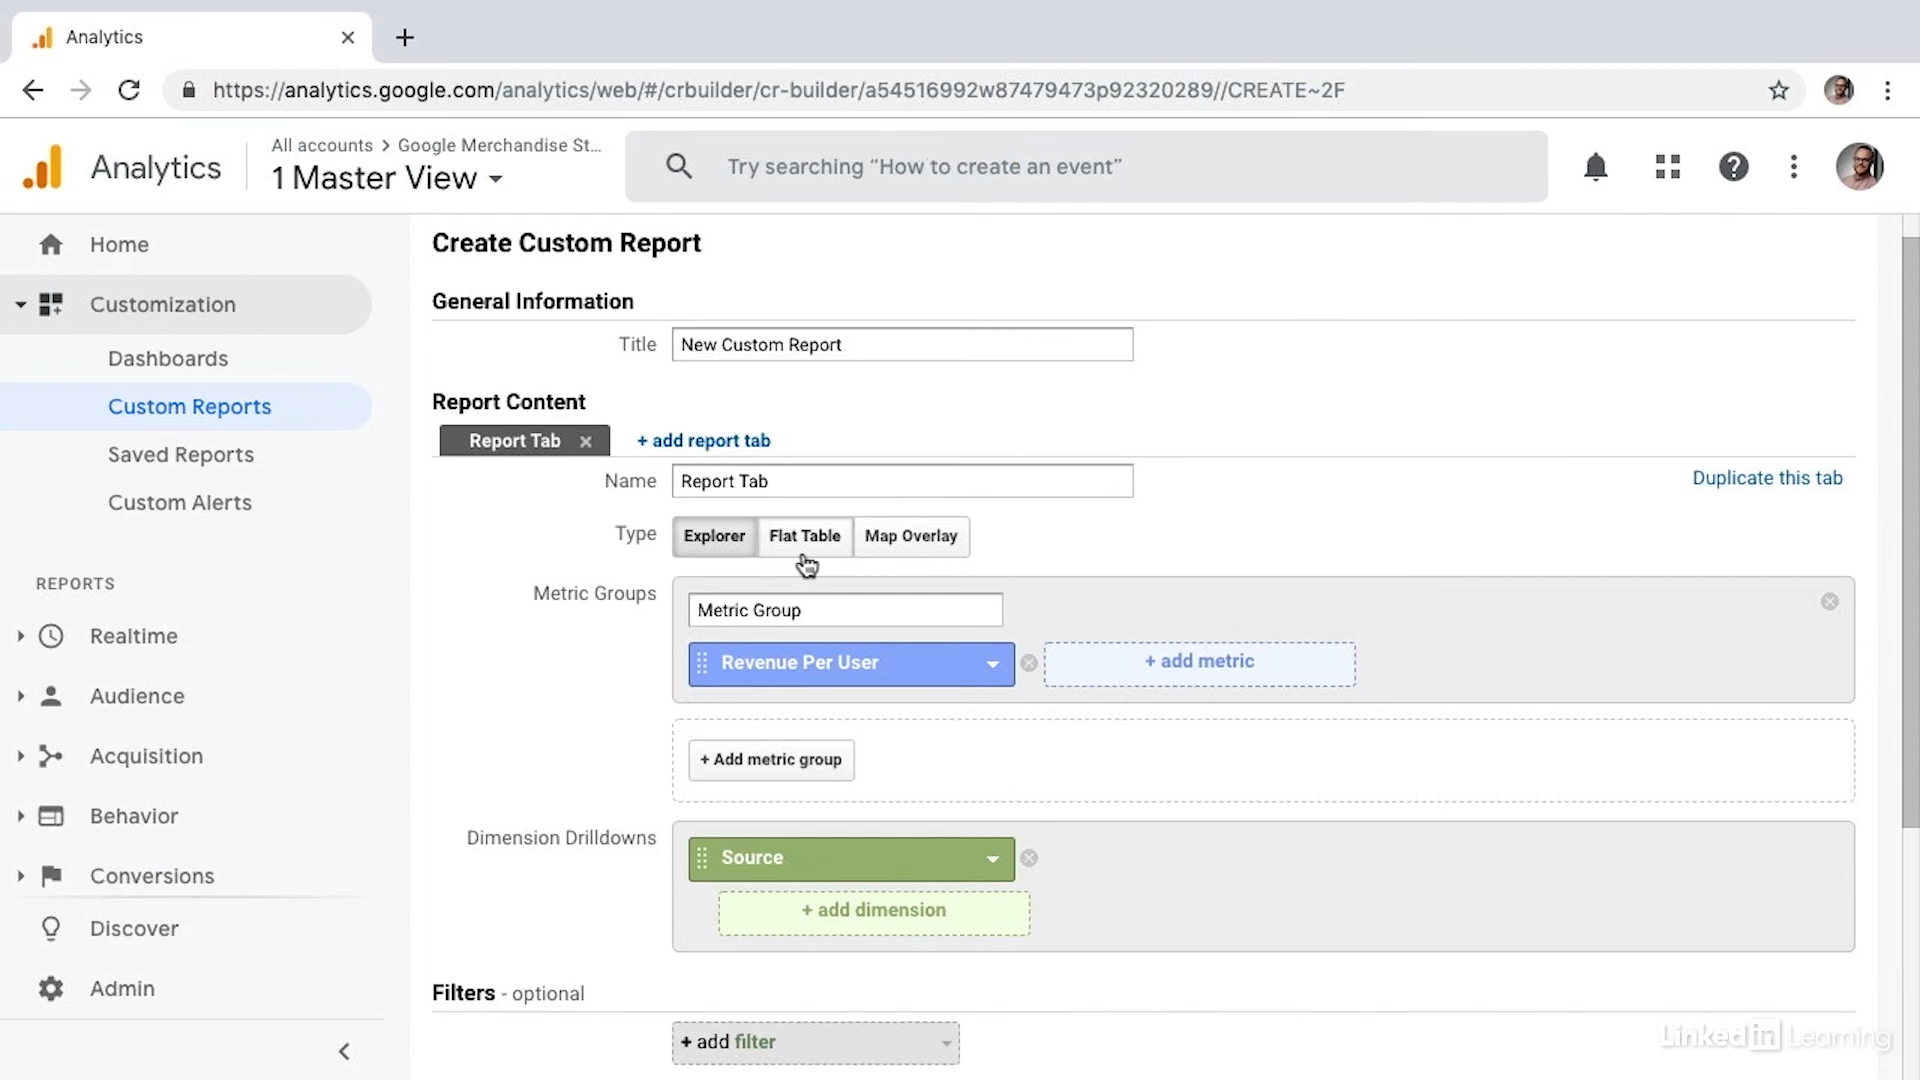 Analytics
https://analytics.google.com/analytics/web/#/crbuilder/cr-builder/a54516992w87479473p92320289//CREATE~2F
Analytics
All accounts > Google Merchandise St...
1 Master View
Try searching “How to create an event”
Home
Customization
Dashboards
Custom Reports
Saved Reports
Custom Alerts
REPORTS
Realtime
Audience
Acquisition
Behavior
Conversions
Discover
Admin
Create Custom Report
General Information
Title New Custom Report
Report Content
Report Tab + add report tab
Name Report Tab Duplicate this tab
Type Explorer Flat Table Map Overlay
Metric Groups
Metric Group
Revenue Per User + add metric
+ Add metric group
Dimension Drilldowns
Source
+ add dimension
Filters - optional
+ add filter
Linked in Learning